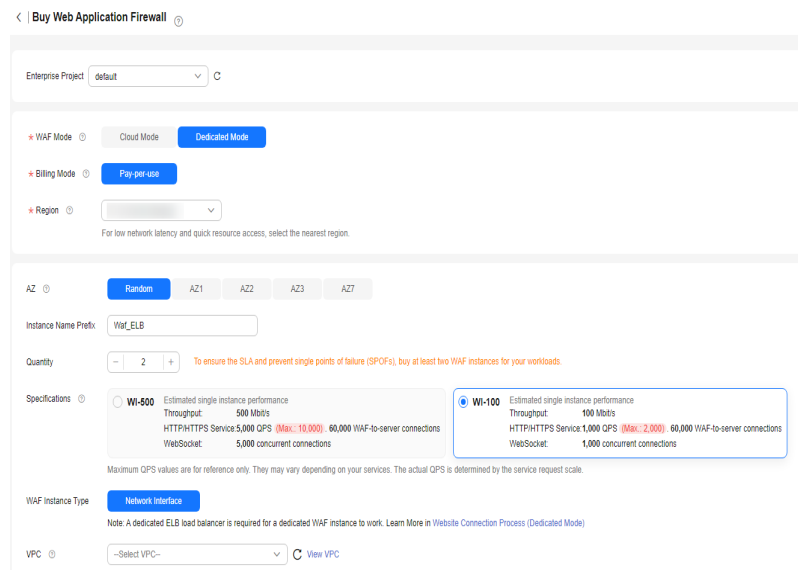 Buy Web Application Firewall
Enterprise Project default
* WAF Mode Cloud Mode Dedicated Mode
* Billing Mode Pay-per-use
* Region
For low network latency and quick resource access, select the nearest region.
AZ Random AZ1 AZ2 AZ3 AZ7
Instance Name Prefix Waf_ELB
Quantity − 2 + To ensure the SLA and prevent single points of failure (SPOFs), buy at least two WAF instances for your workloads.
Specifications
WI-500 Estimated single instance performance
Throughput: 500 Mbit/s
HTTP/HTTPS Service:5,000 QPS (Max.: 10,000) . 60,000 WAF-to-server connections
WebSocket: 5,000 concurrent connections
WI-100 Estimated single instance performance
Throughput: 100 Mbit/s
HTTP/HTTPS Service:1,000 QPS (Max.: 2,000) . 60,000 WAF-to-server connections
WebSocket: 1,000 concurrent connections
Maximum QPS values are for reference only. They may vary depending on your services. The actual QPS is determined by the service request scale.
WAF Instance Type Network Interface
Note: A dedicated ELB load balancer is required for a dedicated WAF instance to work. Learn More in Website Connection Process (Dedicated Mode)
VPC --Select VPC-- View VPC